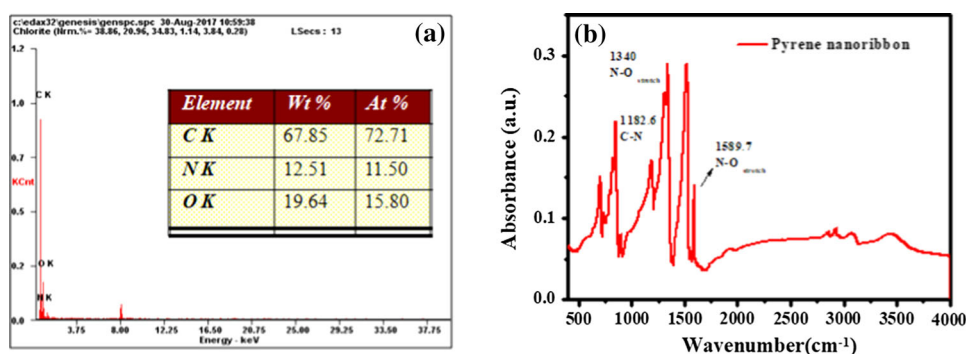 c:\edax32\genesis\genspc.spc 30-Aug-2017 10:59:38
Chlorite (Nrm.%= 38.86, 20.96, 34.83, 1.14, 3.84, 0.28) LSecs : 13
(a)
1.2
C K
1.0
0.7
KCnt
0.5
0.2
O K
N K
0.0
3.75 8.00 12.25 16.50 20.75 25.00 29.25 33.50 37.75
Energy - keV
Element Wt % At %
C K 67.85 72.71
N K 12.51 11.50
O K 19.64 15.80
(b)
Pyrene nanoribbon
1340
N-O stretch
1182.6
C-N
1589.7
N-O stretch
Absorbance (a.u.)
0.3
0.2
0.1
0.0
500 1000 1500 2000 2500 3000 3500 4000
Wavenumber(cm-1)